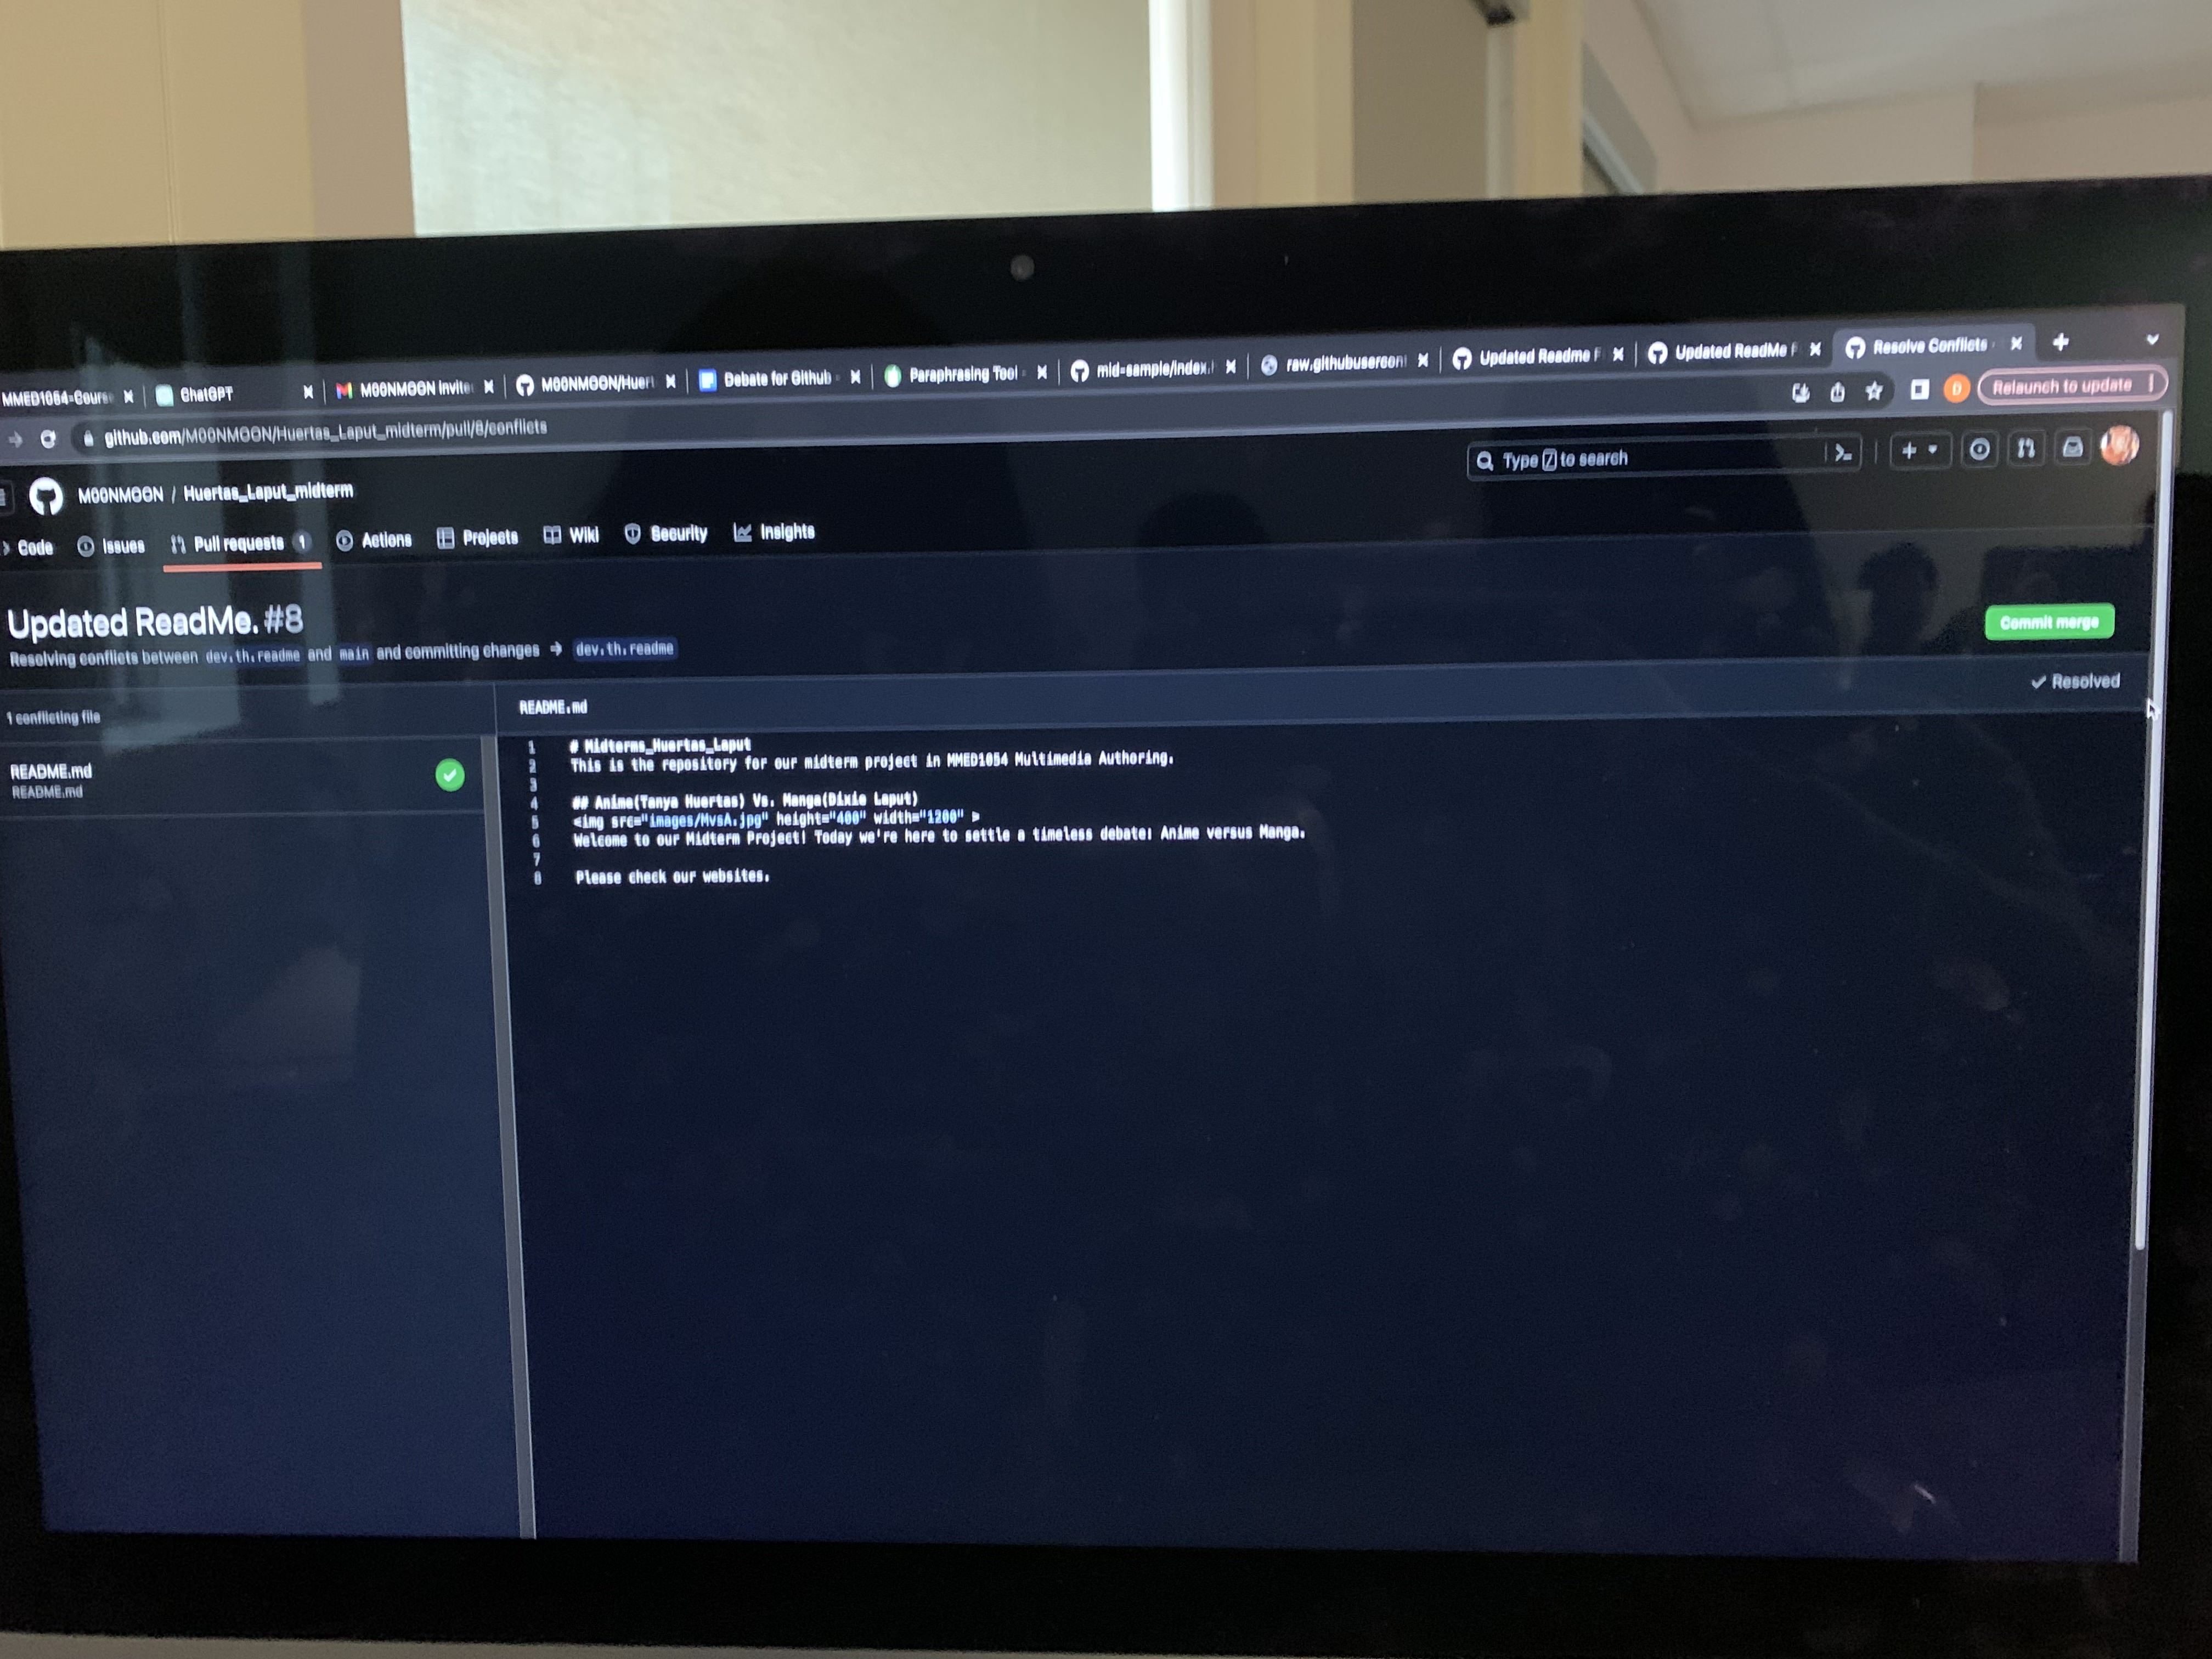 MMED1054-Cours
ChatGPT
M00NMOON invite
M00NMOON/Huert
Debate for Github
Paraphrasing Tool
mid-sample/index.
raw.githubusercont
Updated Readme F
Updated ReadMe F
Resolve Conflicts
github.com/M00NMOON/Huertas_Laput_midterm/pull/8/conflicts
D
Relaunch to update
M00NMOON / Huertas_Laput_midterm
Type / to search
Code
Issues
Pull requests 1
Actions
Projects
Wiki
Security
Insights
Updated ReadMe. #8
Resolving conflicts between dev.th.readme and main and committing changes → dev.th.readme
Commit merge
1 conflicting file
README.md
Resolved
README.md
README.md
1 # Midterms_Huertas_Laput
2 This is the repository for our midterm project in MMED1054 Multimedia Authoring.
3
4 ## Anime(Tanya Huertas) Vs. Manga(Dixie Laput)
5 <img src="images/MvsA.jpg" height="400" width="1200" >
6 Welcome to our Midterm Project! Today we're here to settle a timeless debate: Anime versus Manga.
7
8 Please check our websites.